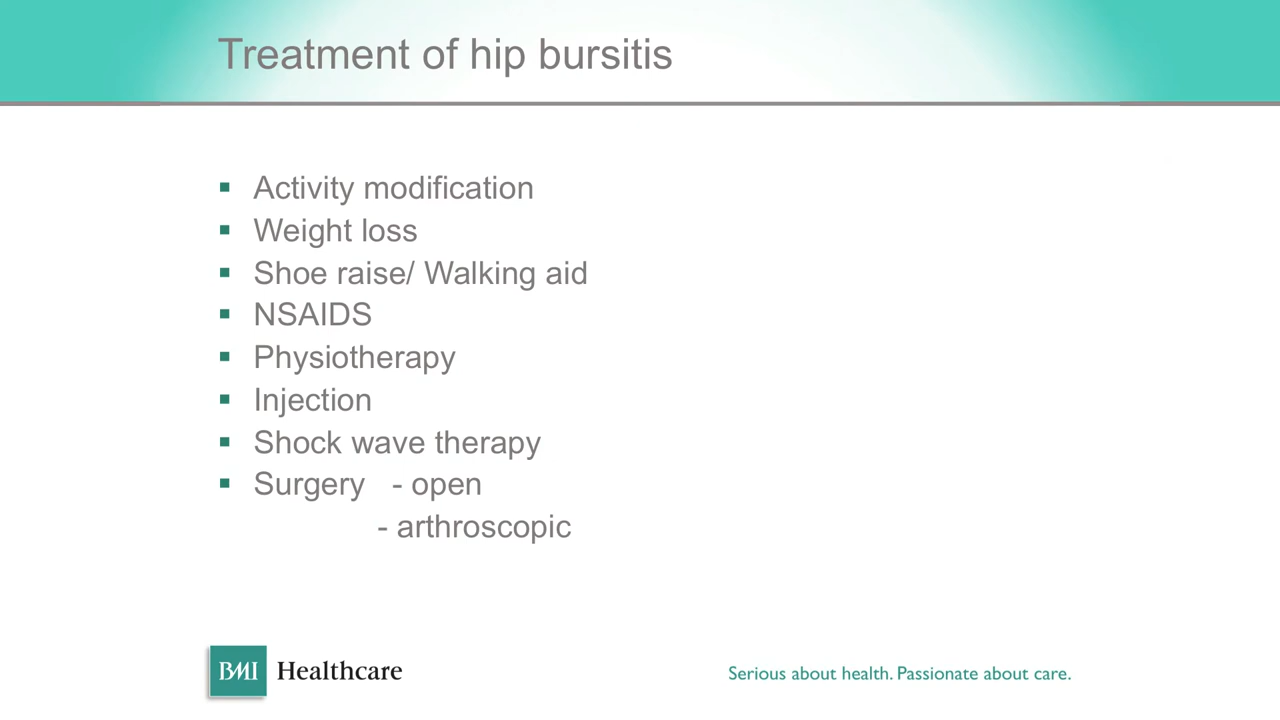 Treatment of hip bursitis
▪ Activity modification
▪ Weight loss
▪ Shoe raise/ Walking aid
▪ NSAIDS
▪ Physiotherapy
▪ Injection
▪ Shock wave therapy
▪ Surgery - open
- arthroscopic
BMI Healthcare
Serious about health. Passionate about care.